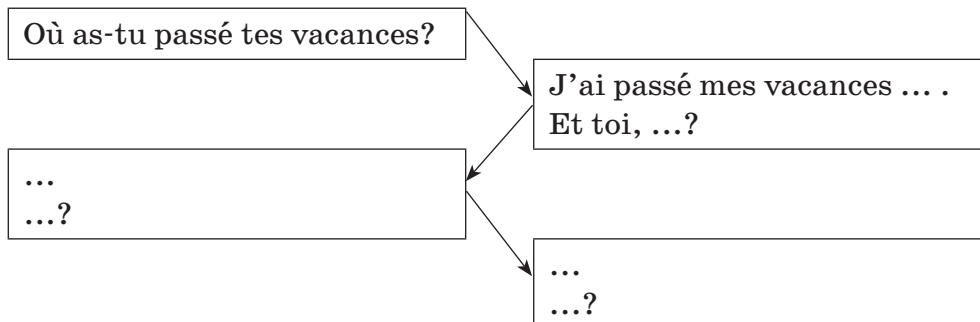 Où as-tu passé tes vacances?
J’ai passé mes vacances ... .
Et toi, ...?
...
...?
...
...?